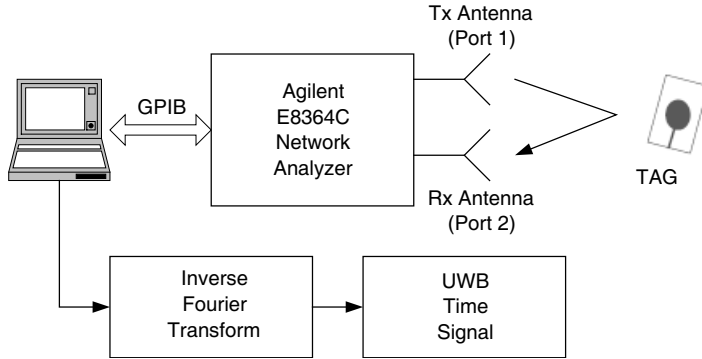 Tx Antenna
(Port 1)
GPIB
Agilent
E8364C
Network
Analyzer
TAG
Rx Antenna
(Port 2)
Inverse
Fourier
Transform
UWB
Time
Signal